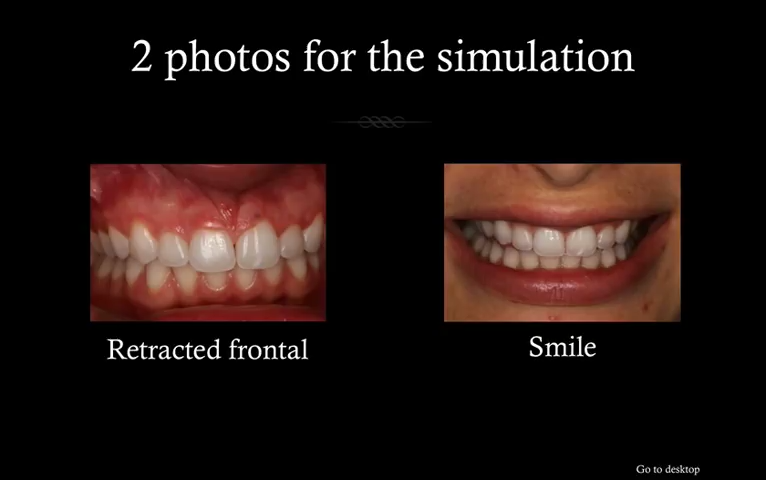 2 photos for the simulation
Retracted frontal
Smile
Go to desktop